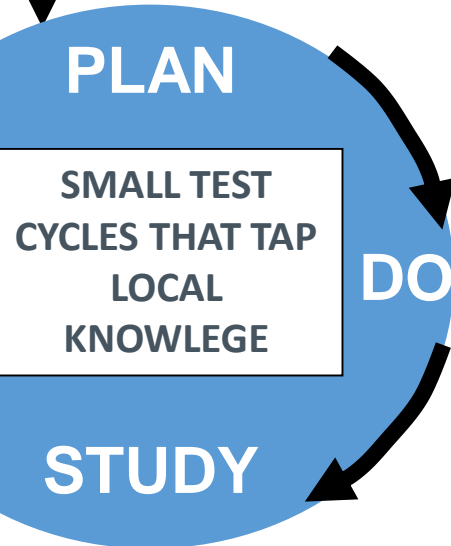 PLAN
SMALL TEST
CYCLES THAT TAP
LOCAL
KNOWLEGE
DO
STUDY